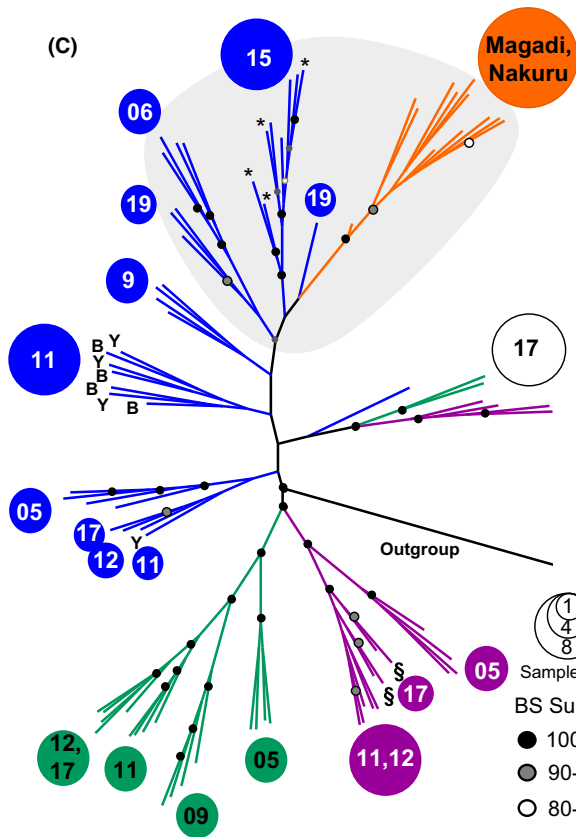 (C)
15
Magadi,
Nakuru
06
*
*
*
*
19
19
9
17
11
B Y
Y
B
B
Y B
05
17
12
Y
11
Outgroup
1
4
8
Sample
§
§
17
05
BS Su
100
90-
80-
12,
17
11
09
05
11,12